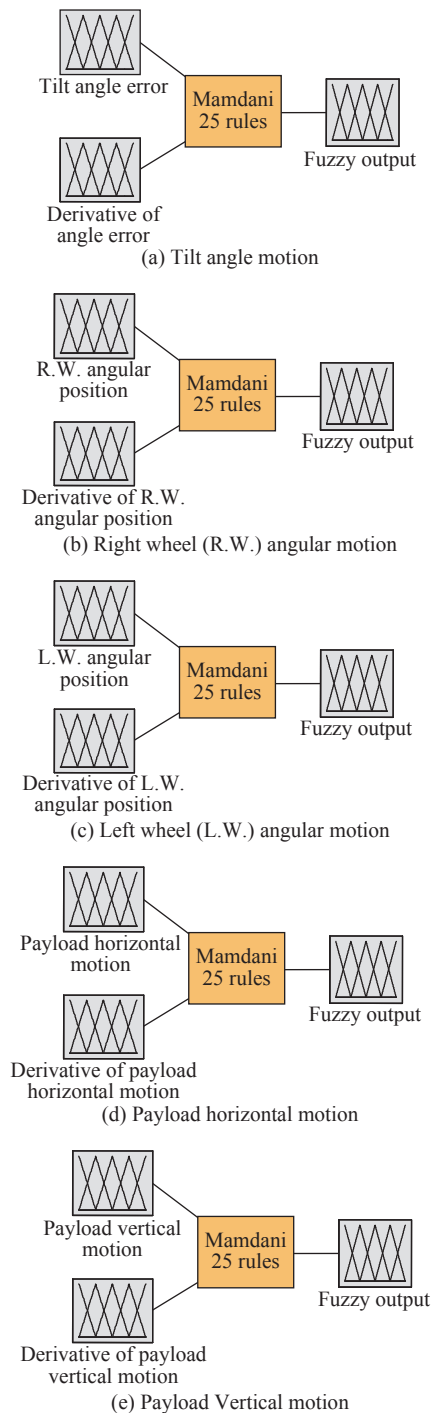 Tilt angle error
Mamdani
25 rules
Fuzzy output
Derivative of
angle error
(a) Tilt angle motion
R.W. angular
position
Mamdani
25 rules
Fuzzy output
Derivative of R.W.
angular position
(b) Right wheel (R.W.) angular motion
L.W. angular
position
Mamdani
25 rules
Fuzzy output
Derivative of L.W.
angular position
(c) Left wheel (L.W.) angular motion
Payload horizontal
motion
Mamdani
25 rules
Fuzzy output
Derivative of payload
horizontal motion
(d) Payload horizontal motion
Payload vertical
motion
Mamdani
25 rules
Fuzzy output
Derivative of payload
vertical motion
(e) Payload Vertical motion